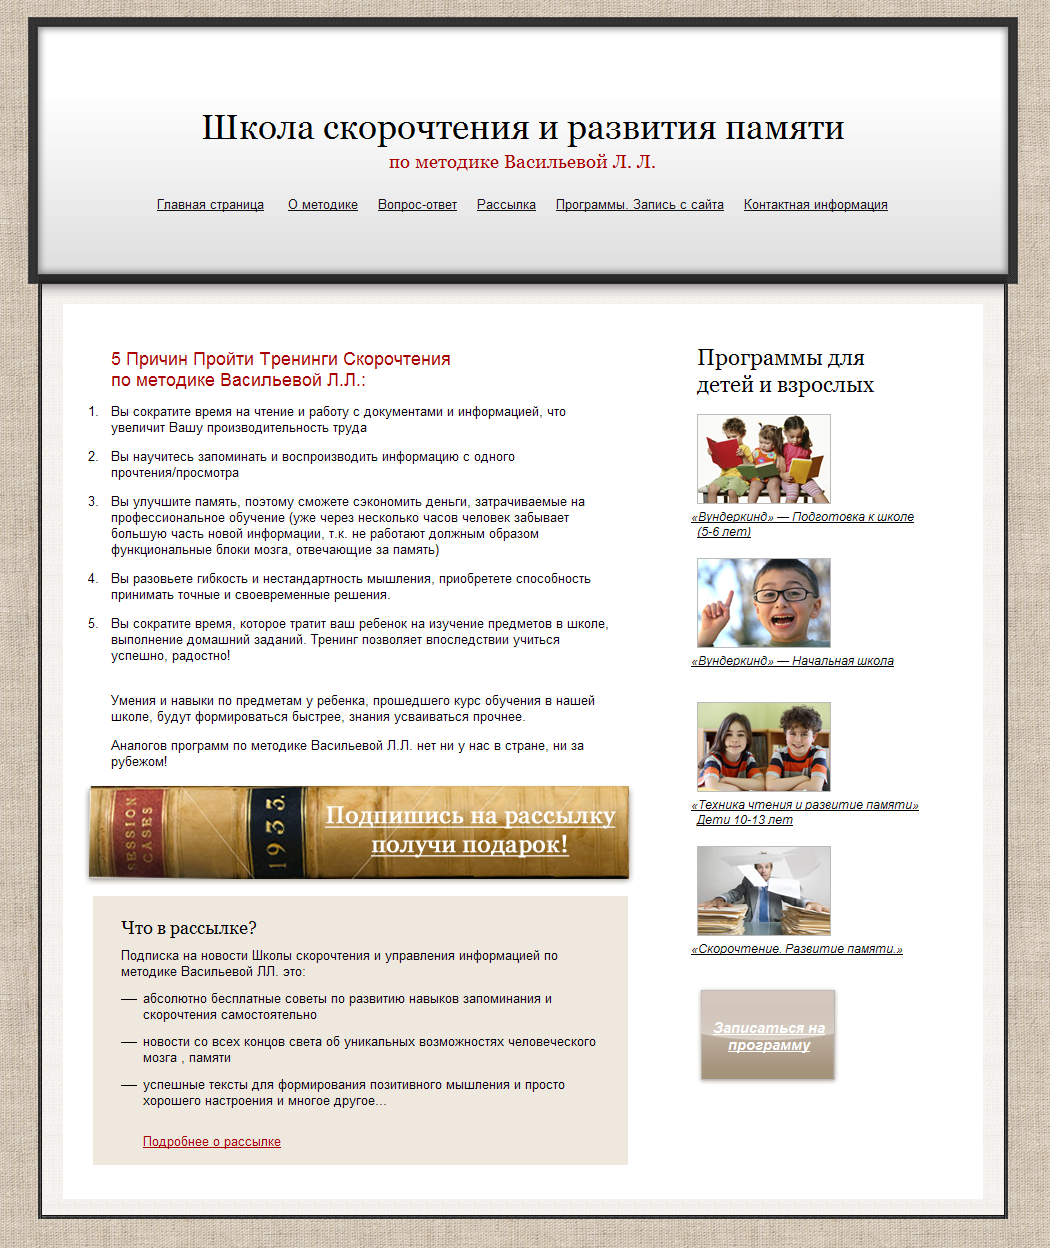 Школа скорочтения и развития памяти
по методике Васильевой Л. Л.
Главная страница О методике Вопрос-ответ Рассылка Программы. Запись с сайта Контактная информация
5 Причин Пройти Тренинги Скорочтения
по методике Васильевой Л.Л.:
1. Вы сократите время на чтение и работу с документами и информацией, что
увеличит Вашу производительность труда
2. Вы научитесь запоминать и воспроизводить информацию с одного
прочтения/просмотра
3. Вы улучшите память, поэтому сможете сэкономить деньги, затрачиваемые на
профессиональное обучение (уже через несколько часов человек забывает
большую часть новой информации, т.к. не работают должным образом
функциональные блоки мозга, отвечающие за память)
4. Вы разовьете гибкость и нестандартность мышления, приобретете способность
принимать точные и своевременные решения.
5. Вы сократите время, которое тратит ваш ребенок на изучение предметов в школе,
выполнение домашний заданий. Тренинг позволяет впоследствии учиться
успешно, радостно!
Умения и навыки по предметам у ребенка, прошедшего курс обучения в нашей
школе, будут формироваться быстрее, знания усваиваться прочнее.
Аналогов программ по методике Васильевой Л.Л. нет ни у нас в стране, ни за
рубежом!
SESSION
CASES
1933.
Подпишись на рассылку
получи подарок!
Что в рассылке?
Подписка на новости Школы скорочтения и управления информацией по
методике Васильевой ЛЛ. это:
— абсолютно бесплатные советы по развитию навыков запоминания и
скорочтения самостоятельно
— новости со всех концов света об уникальных возможностях человеческого
мозга , памяти
— успешные тексты для формирования позитивного мышления и просто
хорошего настроения и многое другое...
Подробнее о рассылке
Программы для
детей и взрослых
«Вундеркинд» — Подготовка к школе
(5-6 лет)
«Вундеркинд» — Начальная школа
«Техника чтения и развитие памяти»
Дети 10-13 лет
«Скорочтение. Развитие памяти.»
Записаться на
программу